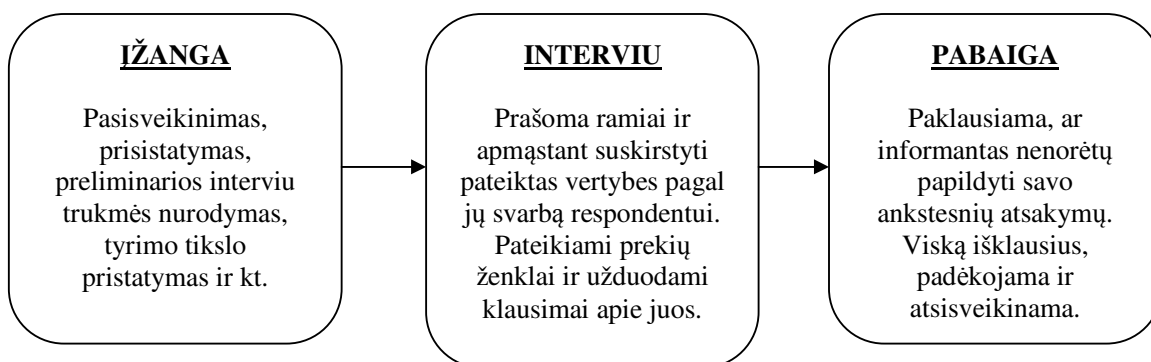 ĮŽANGA
Pasisveikinimas,
prisistatymas,
preliminarios interviu
trukmės nurodymas,
tyrimo tikslo
pristatymas ir kt.
INTERVIU
Prašoma ramiai ir
apmąstant suskirstyti
pateiktas vertybes pagal
jų svarbą respondentui.
Pateikiami prekių
ženklai ir užduodami
klausimai apie juos.
PABAIGA
Paklausiama, ar
informantas nenorėtų
papildyti savo
ankstesnių atsakymų.
Viską išklausius,
padėkojama ir
atsisveikinama.